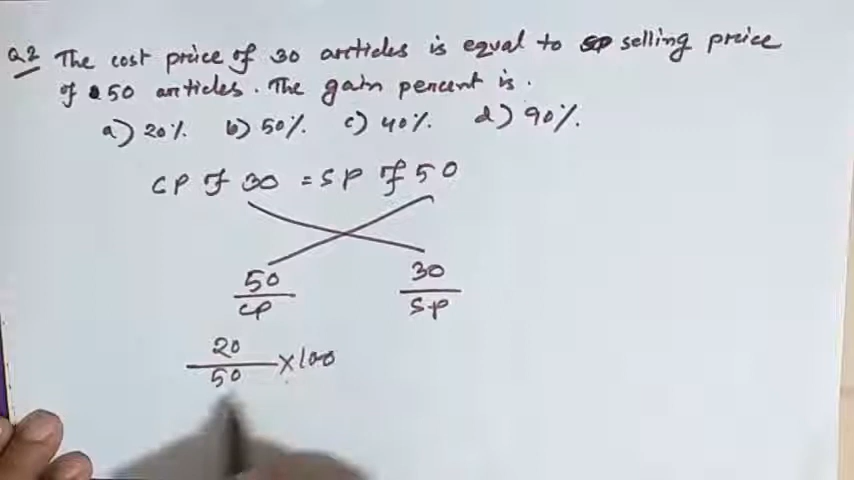 Q2 The cost price of 30 articles is equal to selling price
of 50 articles. The gain percent is.
a) 20% b) 50% c) 40% d) 90%.
CP of 30 = SP of 50
50 30
CP SP
20
50 ×100